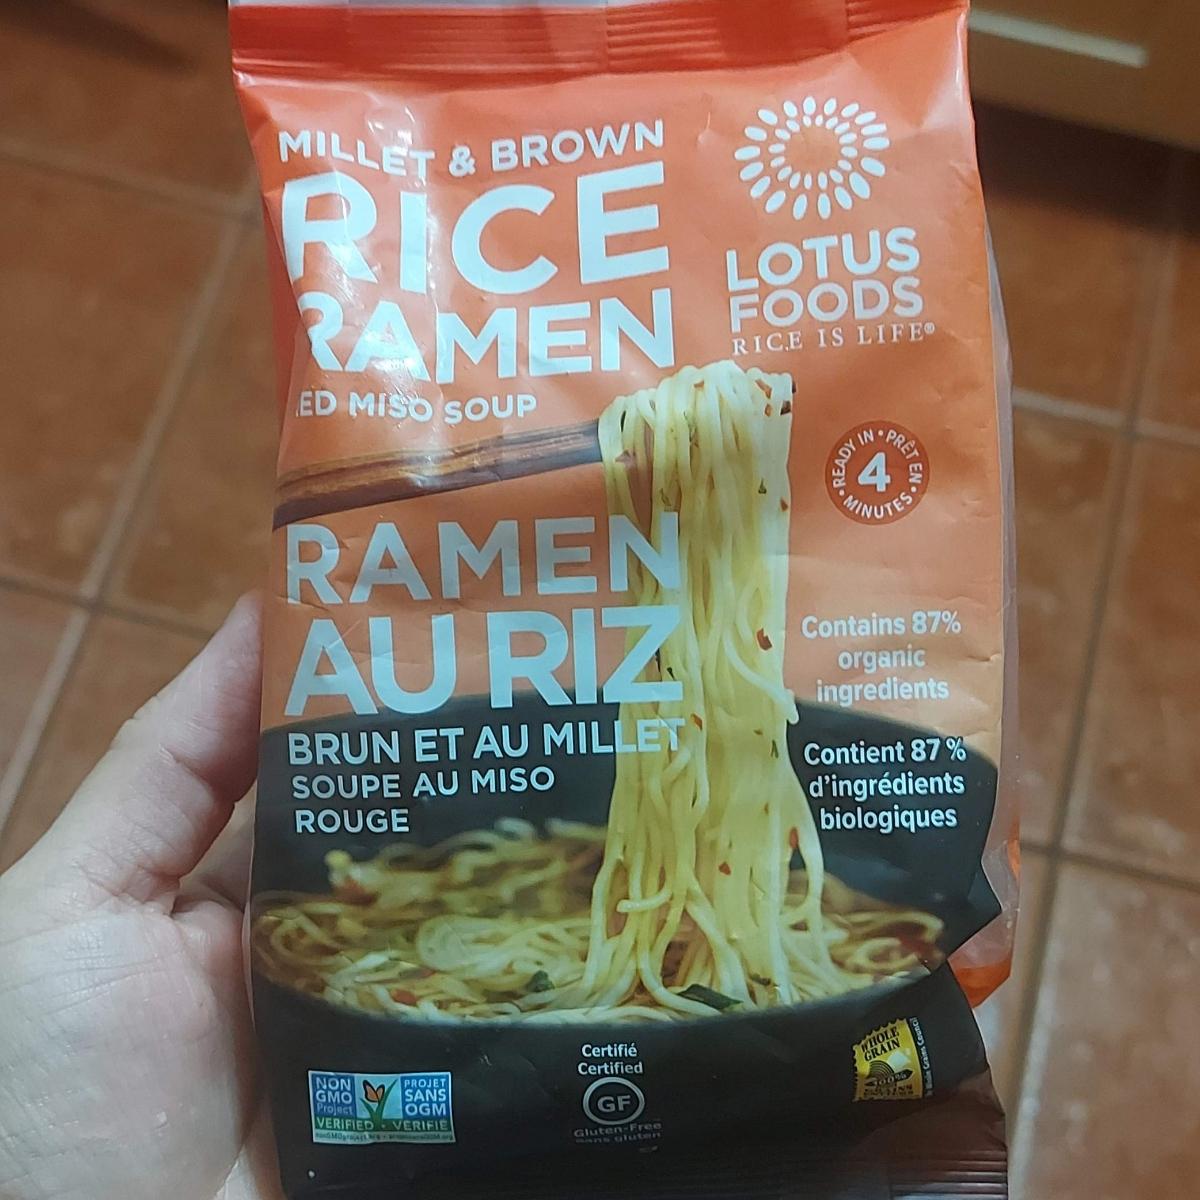 MILLET & BROWN
RICE
RAMEN
ED MISO SOUP
LOTUS
FOODS
RICE IS LIFE®
READY IN • PRÊT EN •
4
MINUTES
RAMEN
AU RIZ
BRUN ET AU MILLET
SOUPE AU MISO
ROUGE
Contains 87%
organic
ingredients
Contient 87 %
d'ingrédients
biologiques
NON
GMO
Project
PROJET
SANS
OGM
VERIFIED • VÉRIFIÉ
Certifié
Certified
GF
Gluten-Free
sans gluten
WHOLE
GRAIN
100%